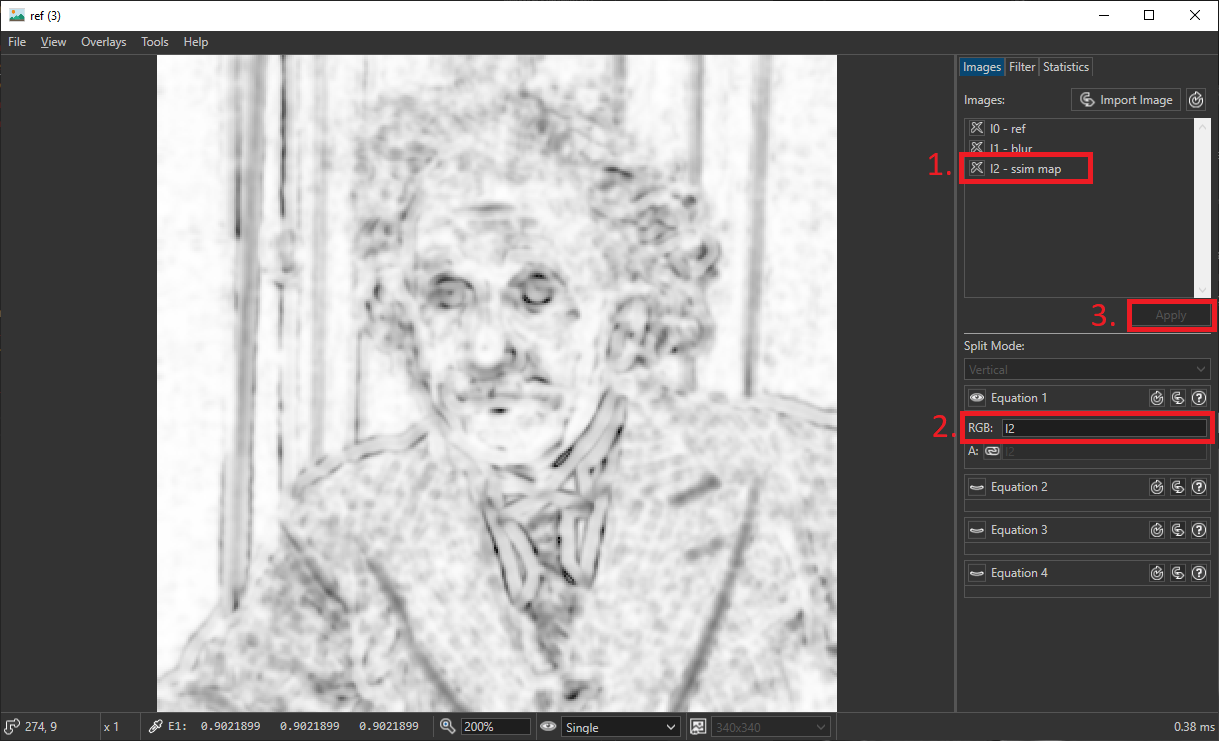 ref (3)
File View Overlays Tools Help
Images Filter Statistics
Images: Import Image
I0 - ref
I1 - blur
1. I2 - ssim map
3. Apply
Split Mode:
Vertical
Equation 1
2. RGB: I2
A: I2
Equation 2
Equation 3
Equation 4
274, 9 x 1 E1: 0.9021899 0.9021899 0.9021899 200% Single 340x340 0.38 ms